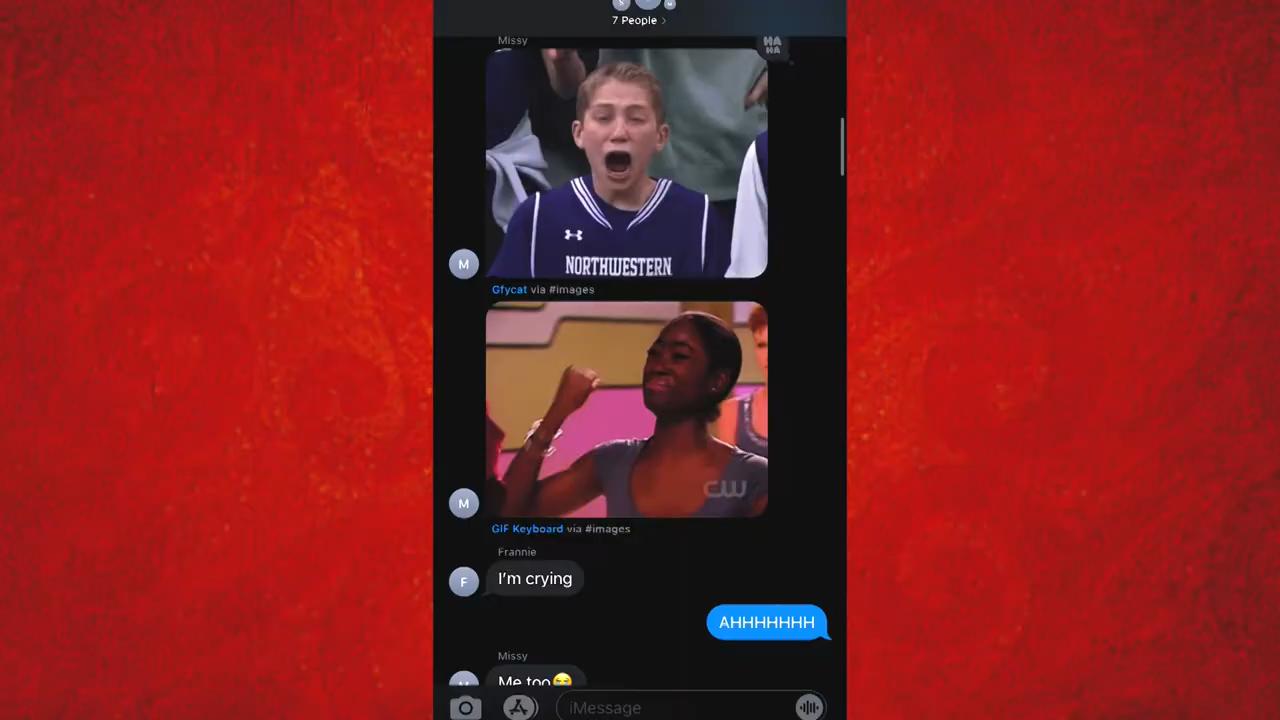 7 People >
Missy
HA
HA
NORTHWESTERN
M
Gfycat via #images
CW
M
GIF Keyboard via #images
Frannie
I'm crying
F
AHHHHHHH
Missy
Me too😭
iMessage